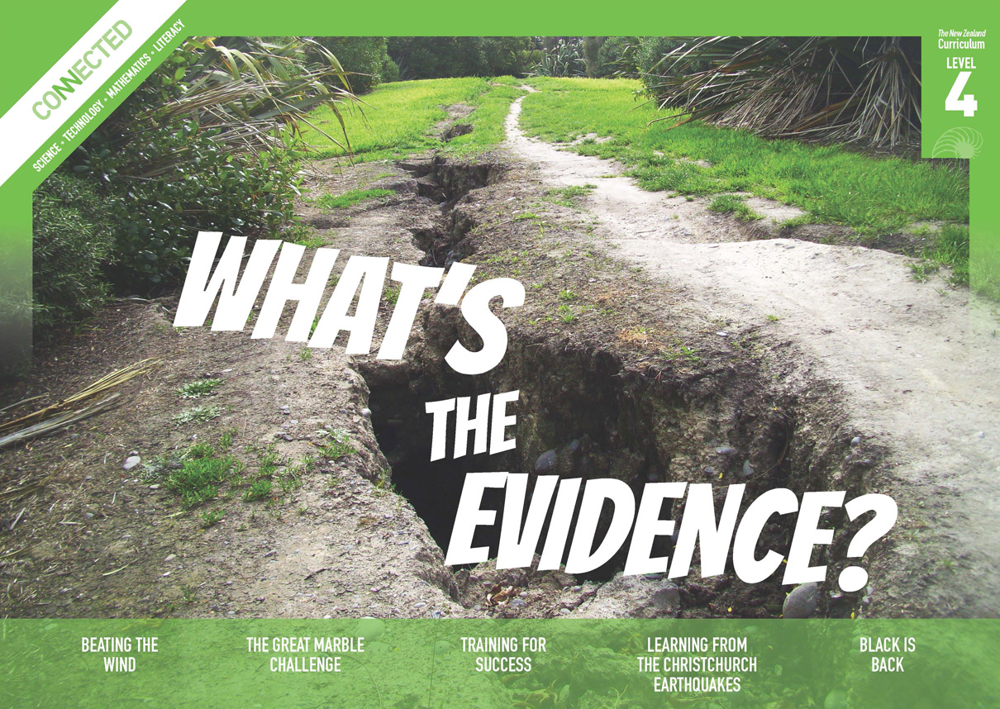 CONNECTED
SCIENCE • TECHNOLOGY • MATHEMATICS • LITERACY
The New Zealand
Curriculum
LEVEL
4
WHAT'S
THE
EVIDENCE?
BEATING THE
WIND
THE GREAT MARBLE
CHALLENGE
TRAINING FOR
SUCCESS
LEARNING FROM
THE CHRISTCHURCH
EARTHQUAKES
BLACK IS
BACK